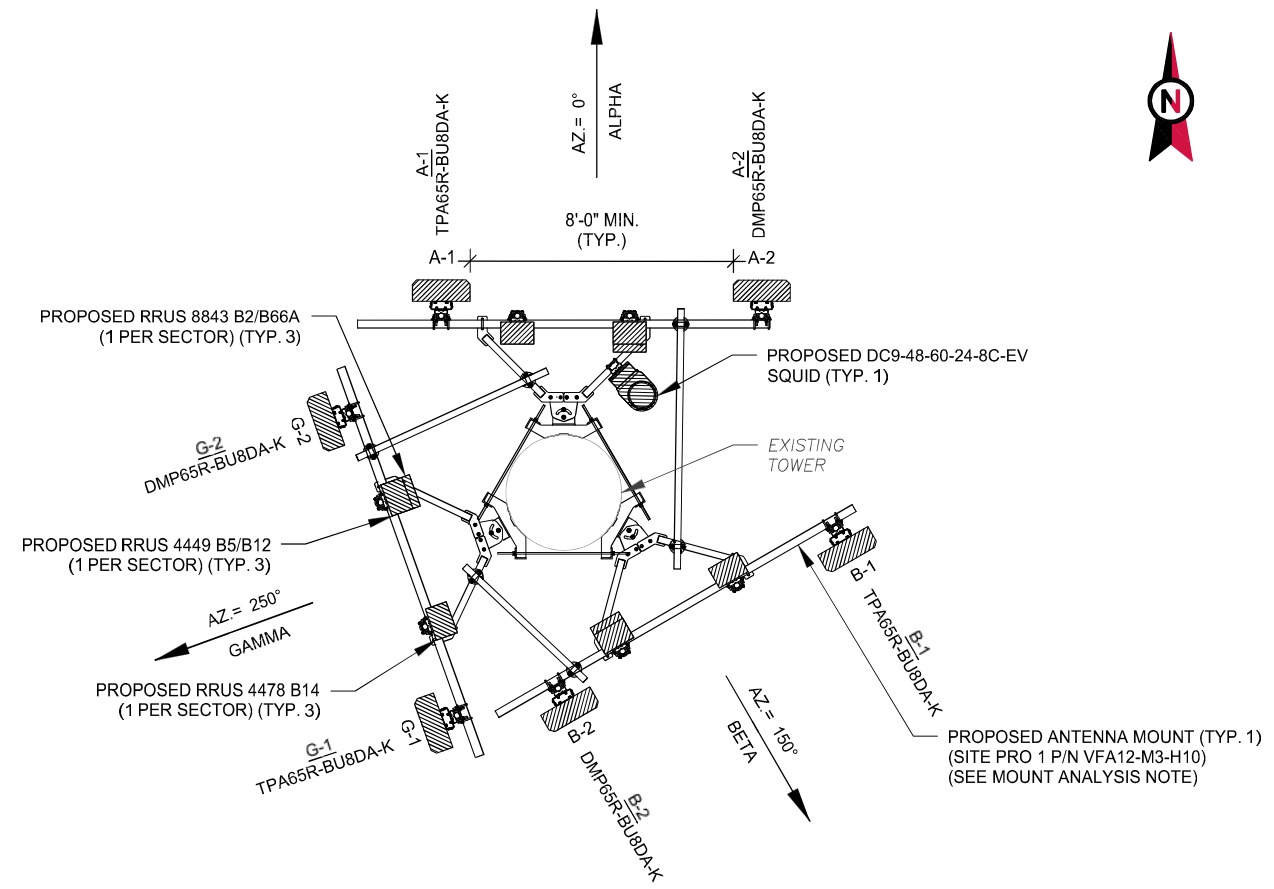 AZ.= 0°
ALPHA
N
A-1
TPA65R-BU8DA-K
A-2
DMP65R-BU8DA-K
8'-0" MIN.
(TYP.)
A-1
A-2
PROPOSED RRUS 8843 B2/B66A
(1 PER SECTOR) (TYP. 3)
PROPOSED DC9-48-60-24-8C-EV
SQUID (TYP. 1)
G-2
G-2
DMP65R-BU8DA-K
EXISTING
TOWER
PROPOSED RRUS 4449 B5/B12
(1 PER SECTOR) (TYP. 3)
B-1
B-1
TPA65R-BU8DA-K
AZ.= 250°
GAMMA
PROPOSED RRUS 4478 B14
(1 PER SECTOR) (TYP. 3)
G-1
G-1
TPA65R-BU8DA-K
B-2
B-2
DMP65R-BU8DA-K
AZ.= 150°
BETA
PROPOSED ANTENNA MOUNT (TYP. 1)
(SITE PRO 1 P/N VFA12-M3-H10)
(SEE MOUNT ANALYSIS NOTE)